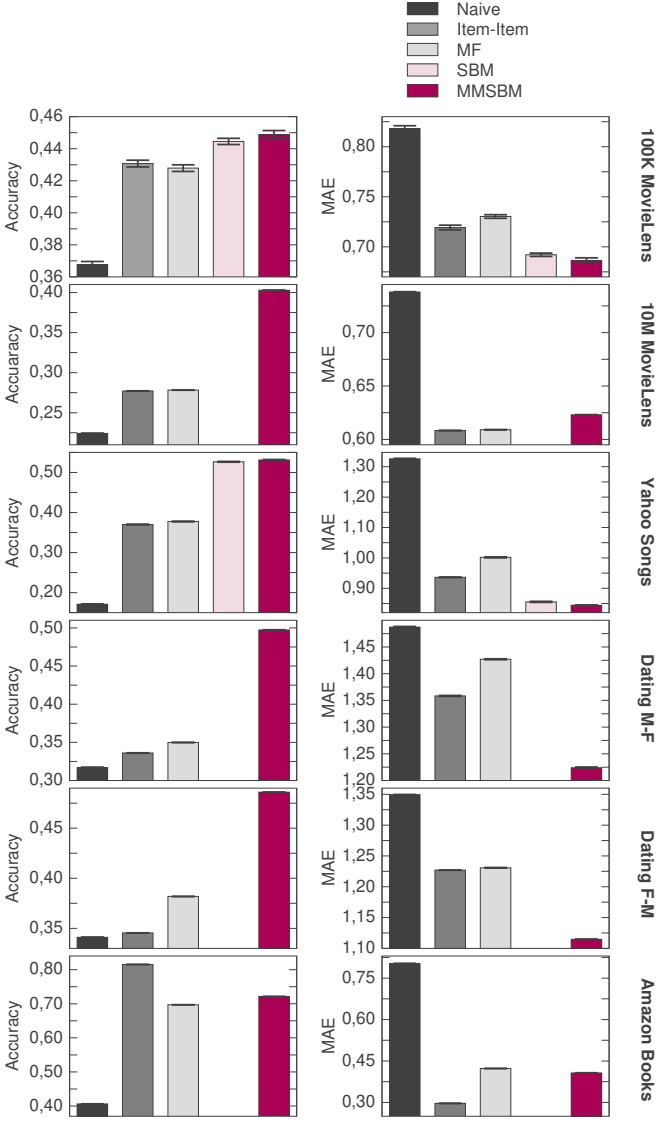 Naive
Item-Item
MF
SBM
MMSBM
Accuracy
0,46
0,44
0,42
0,40
0,38
0,36
MAE
0,80
0,75
0,70
100K MovieLens
Accuaracy
0,40
0,35
0,30
0,25
MAE
0,70
0,65
0,60
10M MovieLens
Accuracy
0,50
0,40
0,30
0,20
MAE
1,30
1,20
1,10
1,00
0,90
Yahoo Songs
Accuracy
0,50
0,45
0,40
0,35
0,30
MAE
1,45
1,40
1,35
1,30
1,25
1,20
Dating M-F
Accuracy
0,45
0,40
0,35
MAE
1,35
1,30
1,25
1,20
1,15
1,10
Dating F-M
Accuracy
0,80
0,70
0,60
0,50
0,40
MAE
0,75
0,60
0,45
0,30
Amazon Books